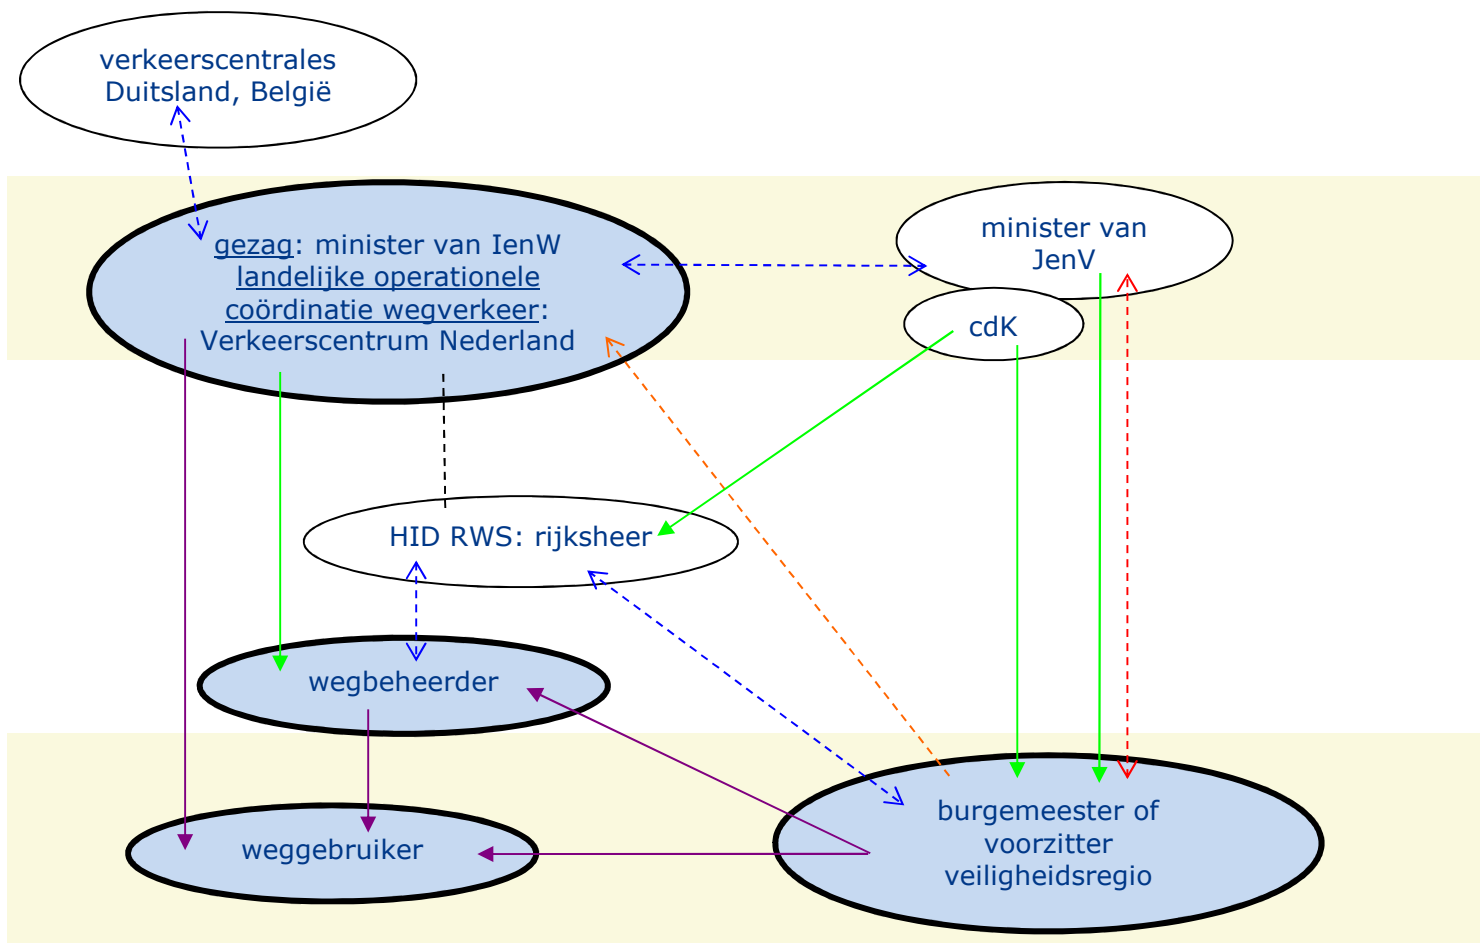 verkeerscentrales
Duitsland, België
gezag: minister van IenW
landelijke operationele
coördinatie wegverkeer:
Verkeerscentrum Nederland
minister van
JenV
cdK
HID RWS: rijksheer
wegbeheerder
weggebruiker
burgemeester of
voorzitter
veiligheidsregio